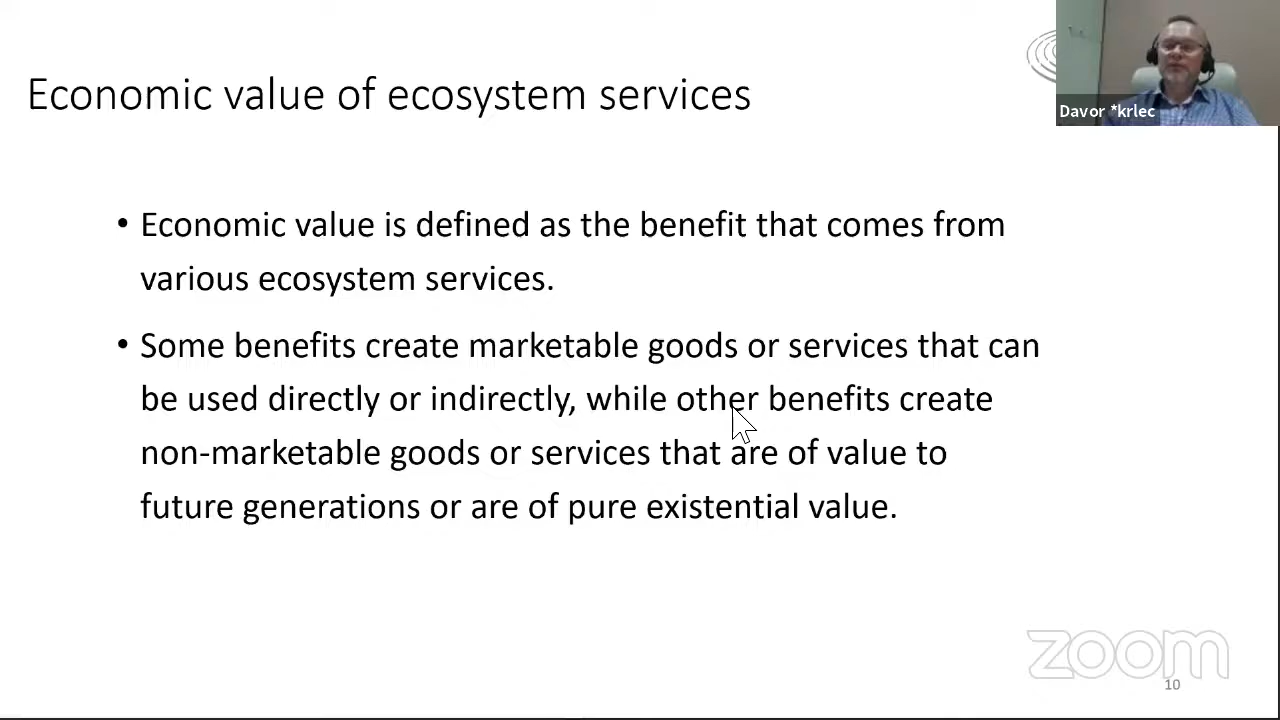 Economic value of ecosystem services
Davor *krlec
• Economic value is defined as the benefit that comes from
various ecosystem services.
• Some benefits create marketable goods or services that can
be used directly or indirectly, while other benefits create
non-marketable goods or services that are of value to
future generations or are of pure existential value.
zoom
10